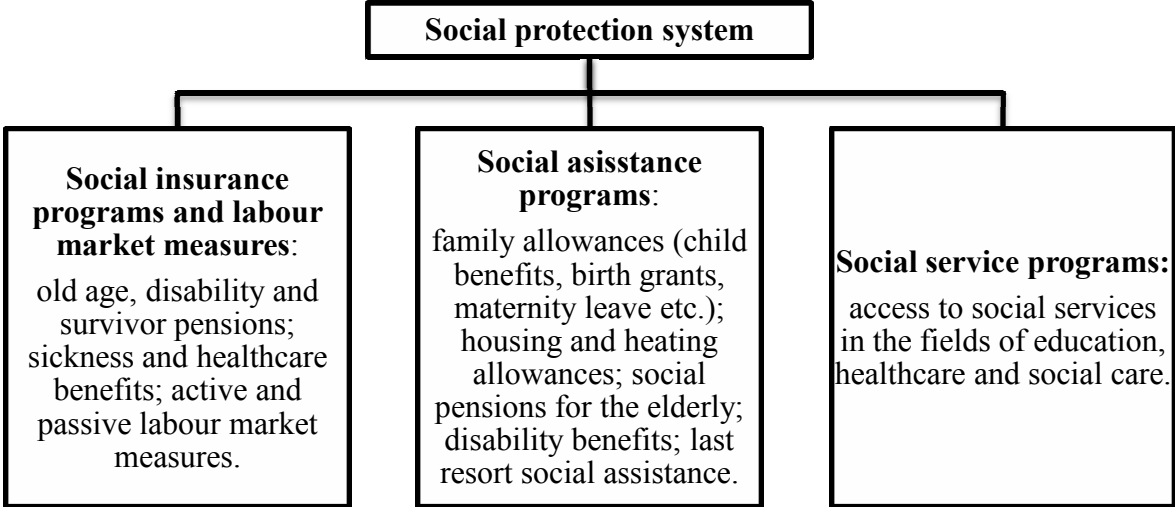 Social protection system
Social insurance
programs and labour
market measures:
old age, disability and
survivor pensions;
sickness and healthcare
benefits; active and
passive labour market
measures.
Social asisstance
programs:
family allowances (child
benefits, birth grants,
maternity leave etc.);
housing and heating
allowances; social
pensions for the elderly;
disability benefits; last
resort social assistance.
Social service programs:
access to social services
in the fields of education,
healthcare and social care.